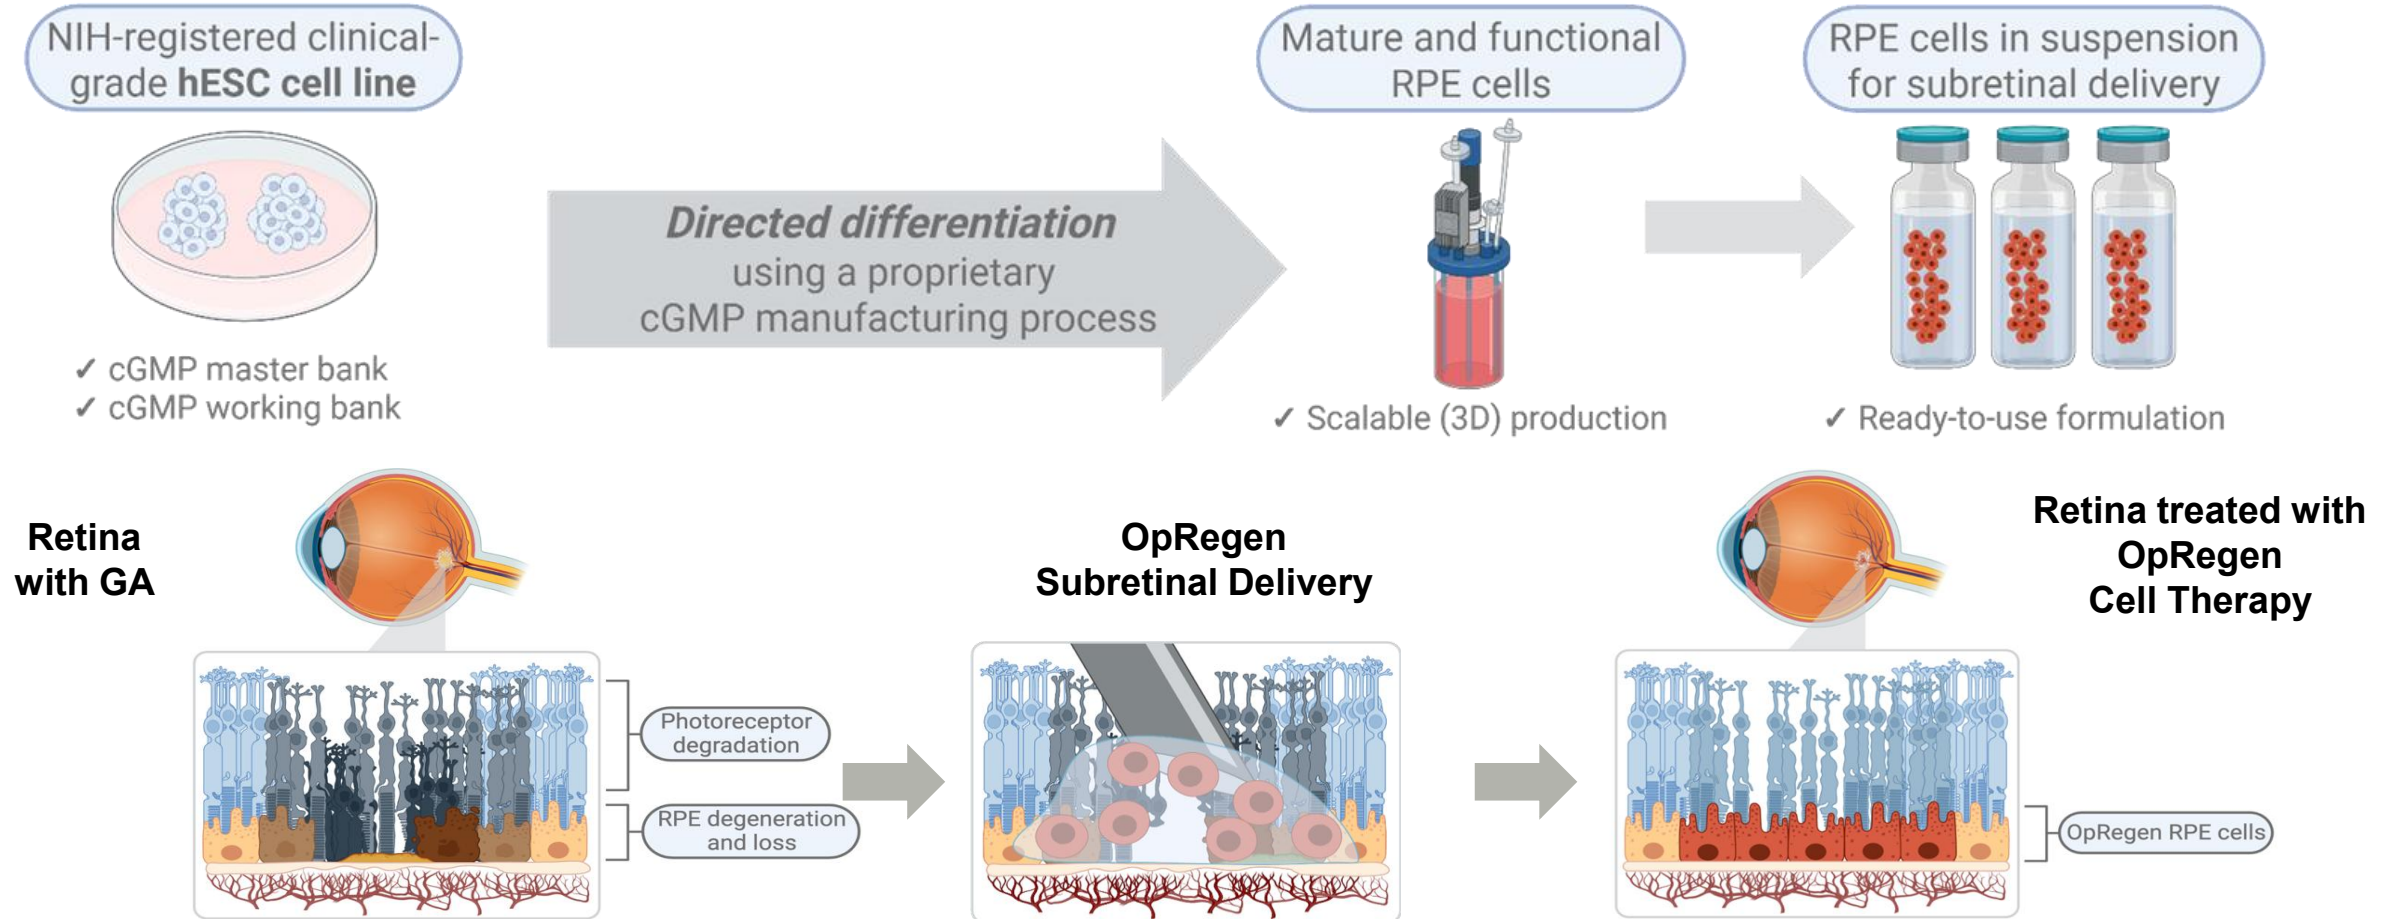 NIH-registered clinical-
grade hESC cell line
✓ cGMP master bank
✓ cGMP working bank
Directed differentiation
using a proprietary
cGMP manufacturing process
Mature and functional
RPE cells
✓ Scalable (3D) production
RPE cells in suspension
for subretinal delivery
✓ Ready-to-use formulation
Retina
with GA
Photoreceptor
degradation
RPE degeneration
and loss
OpRegen
Subretinal Delivery
Retina treated with
OpRegen
Cell Therapy
OpRegen RPE cells